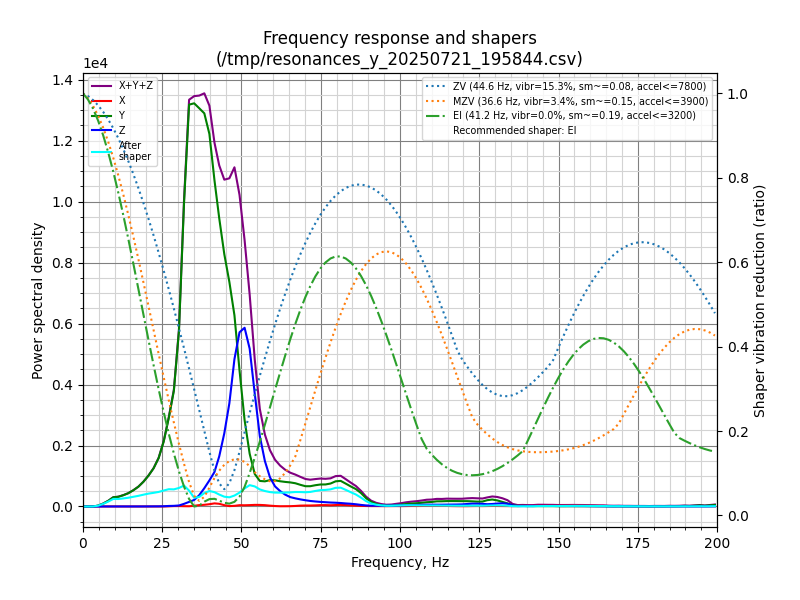 Frequency response and shapers
(/tmp/resonances_y_20250721_195844.csv)
1e4
X+Y+Z
X
Y
Z
After
shaper
ZV (44.6 Hz, vibr=15.3%, sm~=0.08, accel<=7800)
MZV (36.6 Hz, vibr=3.4%, sm~=0.15, accel<=3900)
EI (41.2 Hz, vibr=0.0%, sm~=0.19, accel<=3200)
Recommended shaper: EI
1.4
1.2
1.0
0.8
0.6
0.4
0.2
0.0
Power spectral density
1.0
0.8
0.6
0.4
0.2
0.0
Shaper vibration reduction (ratio)
0 25 50 75 100 125 150 175 200
Frequency, Hz